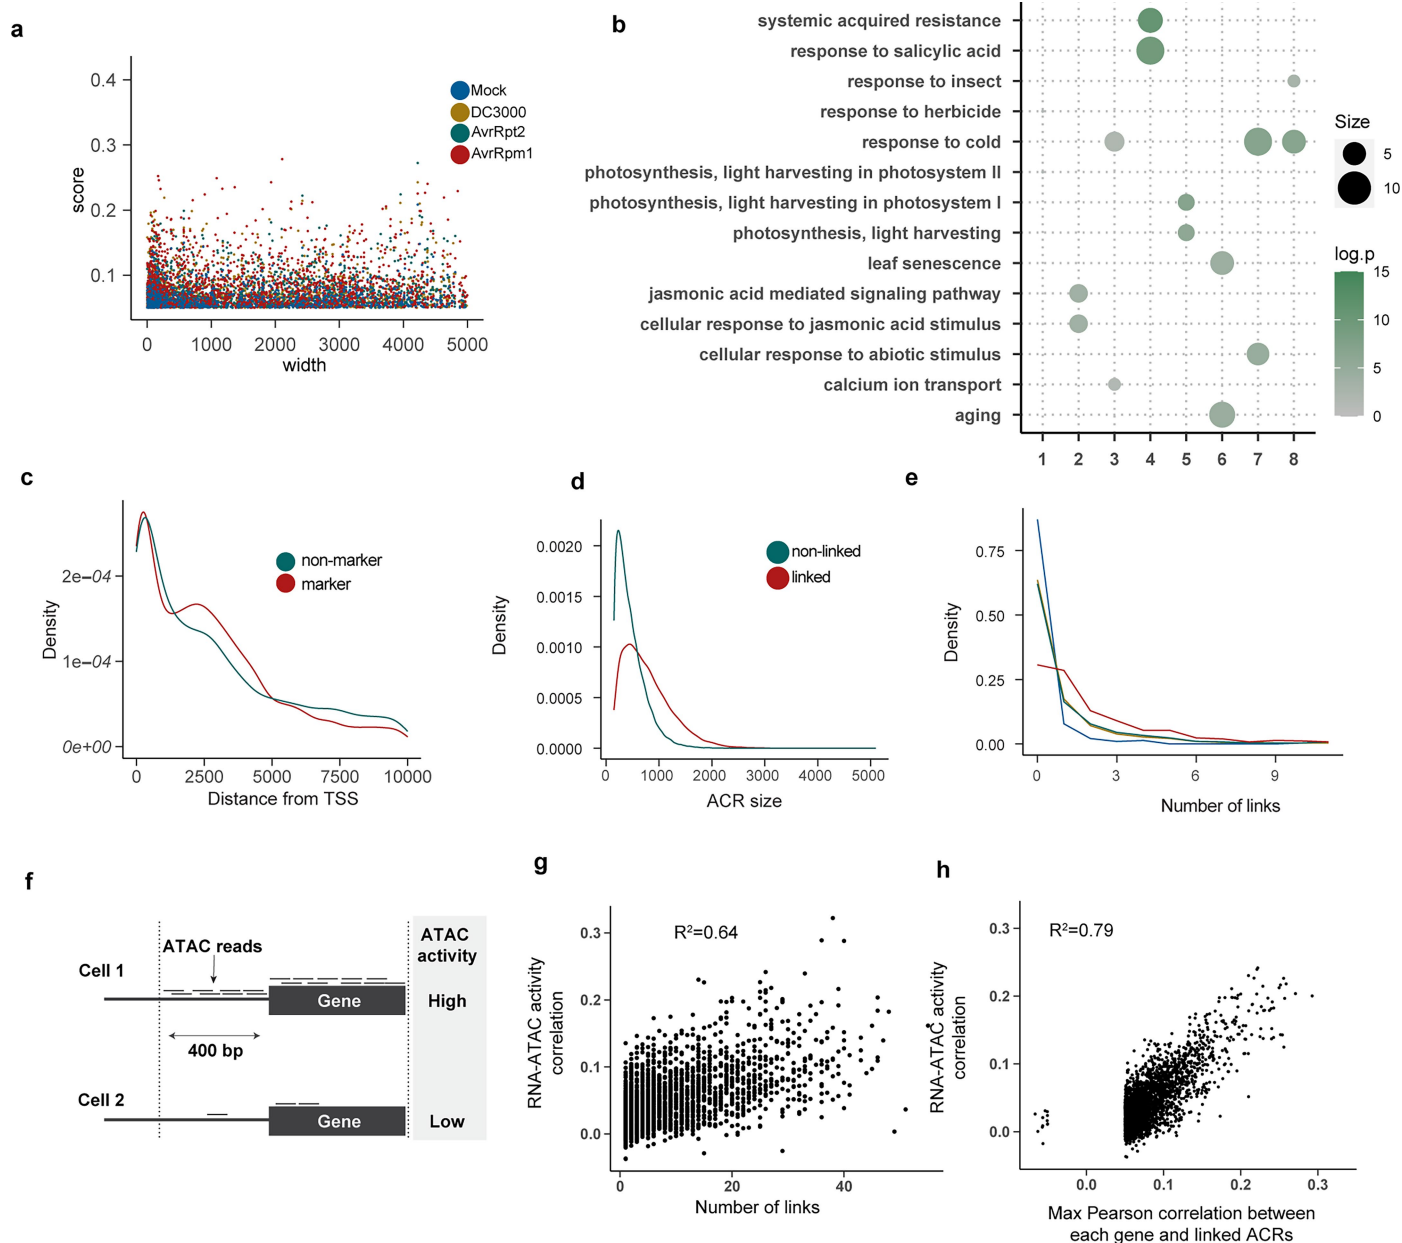 a
0.4
0.3
0.2
0.1
score
0
1000
2000
3000
4000
5000
width
Mock
DC3000
AvrRpt2
AvrRpm1
b
systemic acquired resistance
response to salicylic acid
response to insect
response to herbicide
response to cold
photosynthesis, light harvesting in photosystem II
photosynthesis, light harvesting in photosystem I
photosynthesis, light harvesting
leaf senescence
jasmonic acid mediated signaling pathway
cellular response to jasmonic acid stimulus
cellular response to abiotic stimulus
calcium ion transport
aging
1
2
3
4
5
6
7
8
Size
5
10
log.p
15
10
5
0
c
2e−04
1e−04
0e+00
Density
0
2500
5000
7500
10000
Distance from TSS
non-marker
marker
d
0.0020
0.0015
0.0010
0.0005
0.0000
Density
0
1000
2000
3000
4000
5000
ACR size
non-linked
linked
e
0.75
0.50
0.25
0.00
Density
0
3
6
9
Number of links
f
ATAC reads
Cell 1
Gene
400 bp
Cell 2
Gene
ATAC
activity
High
Low
g
R²=0.64
0.3
0.2
0.1
0.0
RNA-ATAC activity
correlation
0
20
40
Number of links
h
R²=0.79
0.3
0.2
0.1
0.0
RNA-ATAC activity
correlation
0.0
0.1
0.2
0.3
Max Pearson correlation between
each gene and linked ACRs